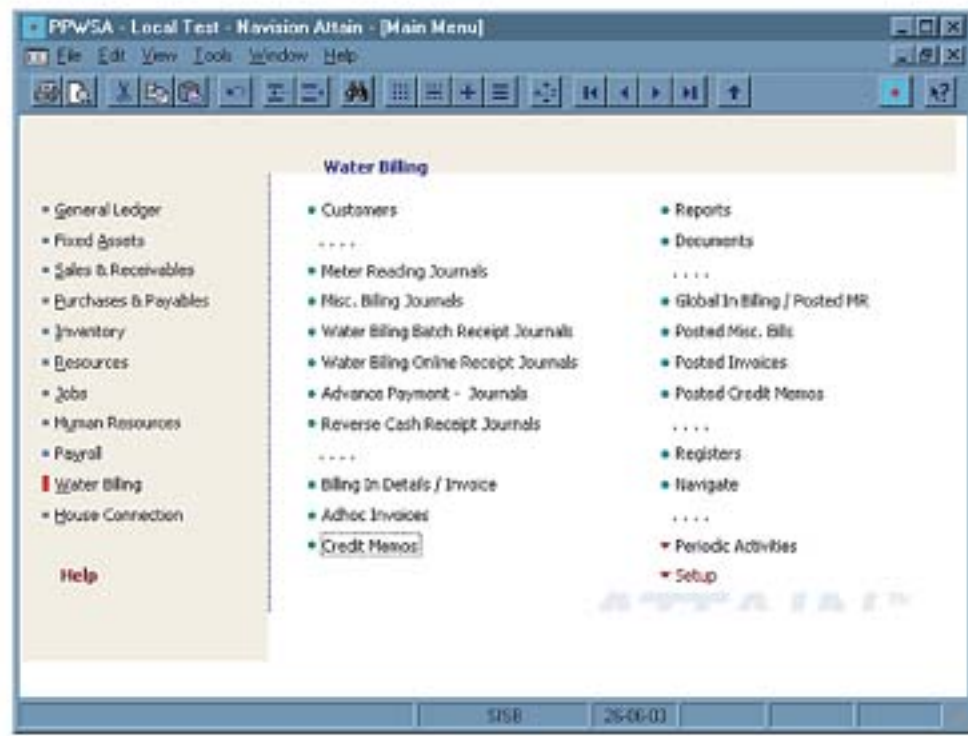 PPWSA - Local Test - Navision Attain - [Main Menu]
File Edit View Tools Window Help
Water Billing
General Ledger
Fixed Assets
Sales & Receivables
Purchases & Payables
Inventory
Resources
Jobs
Human Resources
Payroll
Water Billing
House Connection
Help
Customers
. . . .
Meter Reading Journals
Misc. Billing Journals
Water Biling Batch Receipt Journals
Water Biling Online Receipt Journals
Advance Payment - Journals
Reverse Cash Receipt Journals
. . . .
Billing In Details / Invoice
Adhoc Invoices
Credit Memos
Reports
Documents
. . . .
Global In Billing / Posted MR
Posted Misc. Bills
Posted Invoices
Posted Credit Memos
. . . .
Registers
Navigate
. . . .
Periodic Activities
Setup
ATTAIN
SISB 26-06-03